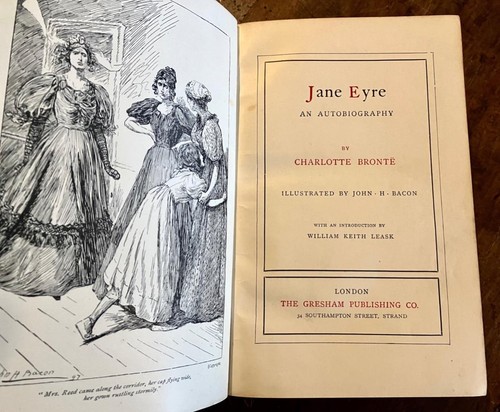 H Bacon 97
"Mrs. Reed came along the corridor, her cap flying wide,
her gown rustling stormily."
Jane Eyre
AN AUTOBIOGRAPHY
BY
CHARLOTTE BRONTË
ILLUSTRATED BY JOHN · H · BACON
WITH AN INTRODUCTION BY
WILLIAM KEITH LEASK
LONDON
THE GRESHAM PUBLISHING CO.
34 SOUTHAMPTON STREET, STRAND